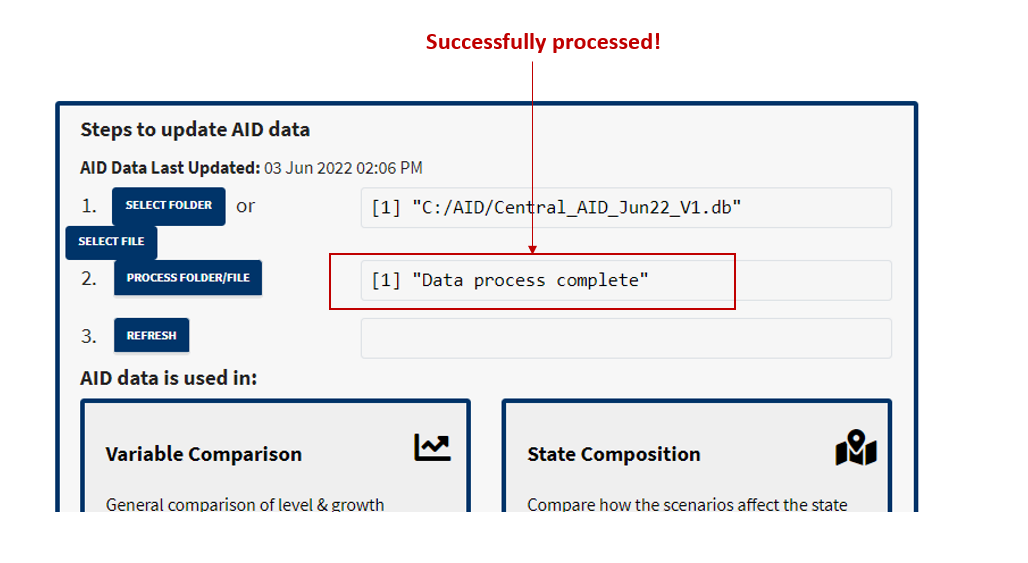 Successfully processed!
Steps to update AID data
AID Data Last Updated: 03 Jun 2022 02:06 PM
1. SELECT FOLDER or [1] "C:/AID/Central_AID_Jun22_V1.db"
SELECT FILE
2. PROCESS FOLDER/FILE [1] "Data process complete"
3. REFRESH
AID data is used in:
Variable Comparison
General comparison of level & growth
State Composition
Compare how the scenarios affect the state